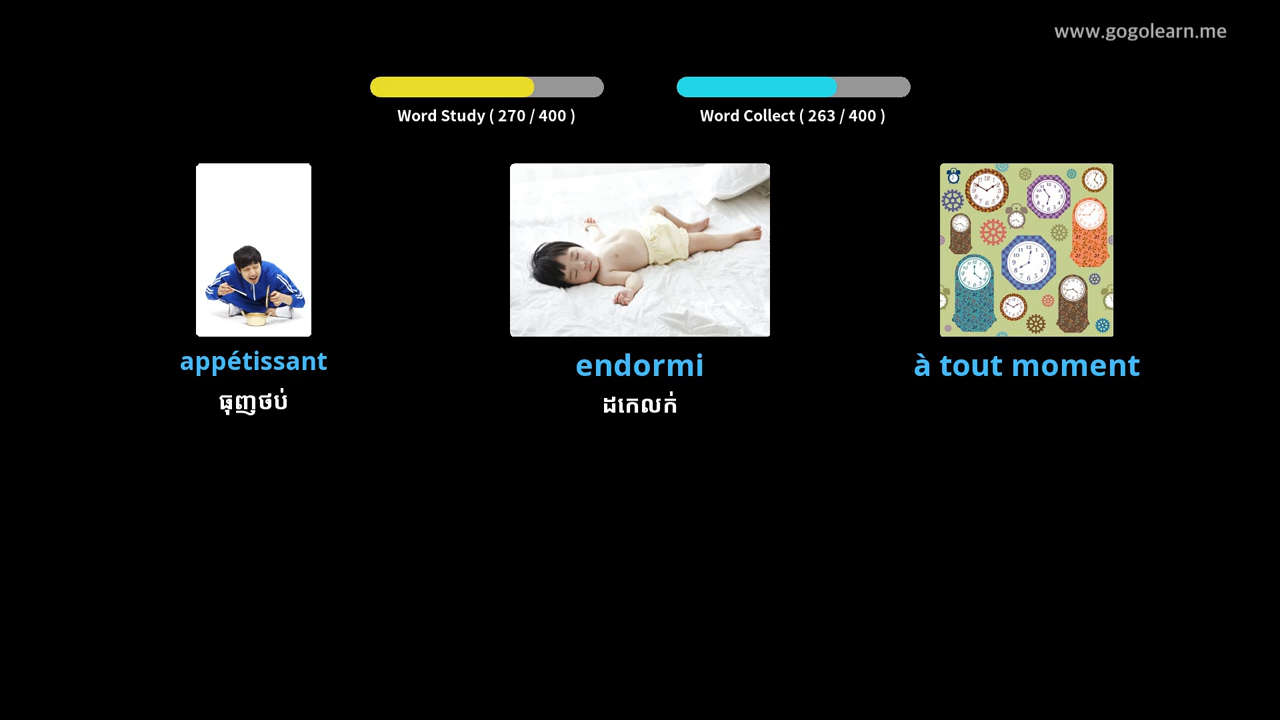 www.gogolearn.me
Word Study ( 270 / 400 )
Word Collect ( 263 / 400 )
appétissant
ធុញថប់
endormi
ដកេលក់
à tout moment